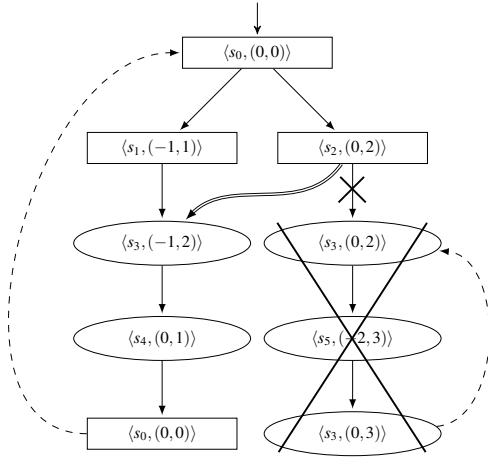 ⟨s₀, (0, 0)⟩
⟨s₁, (−1, 1)⟩ ⟨s₂, (0, 2)⟩
⟨s₃, (−1, 2)⟩ ⟨s₃, (0, 2)⟩
⟨s₄, (0, 1)⟩ ⟨s₅, (−2, 3)⟩
⟨s₀, (0, 0)⟩ ⟨s₃, (0, 3)⟩